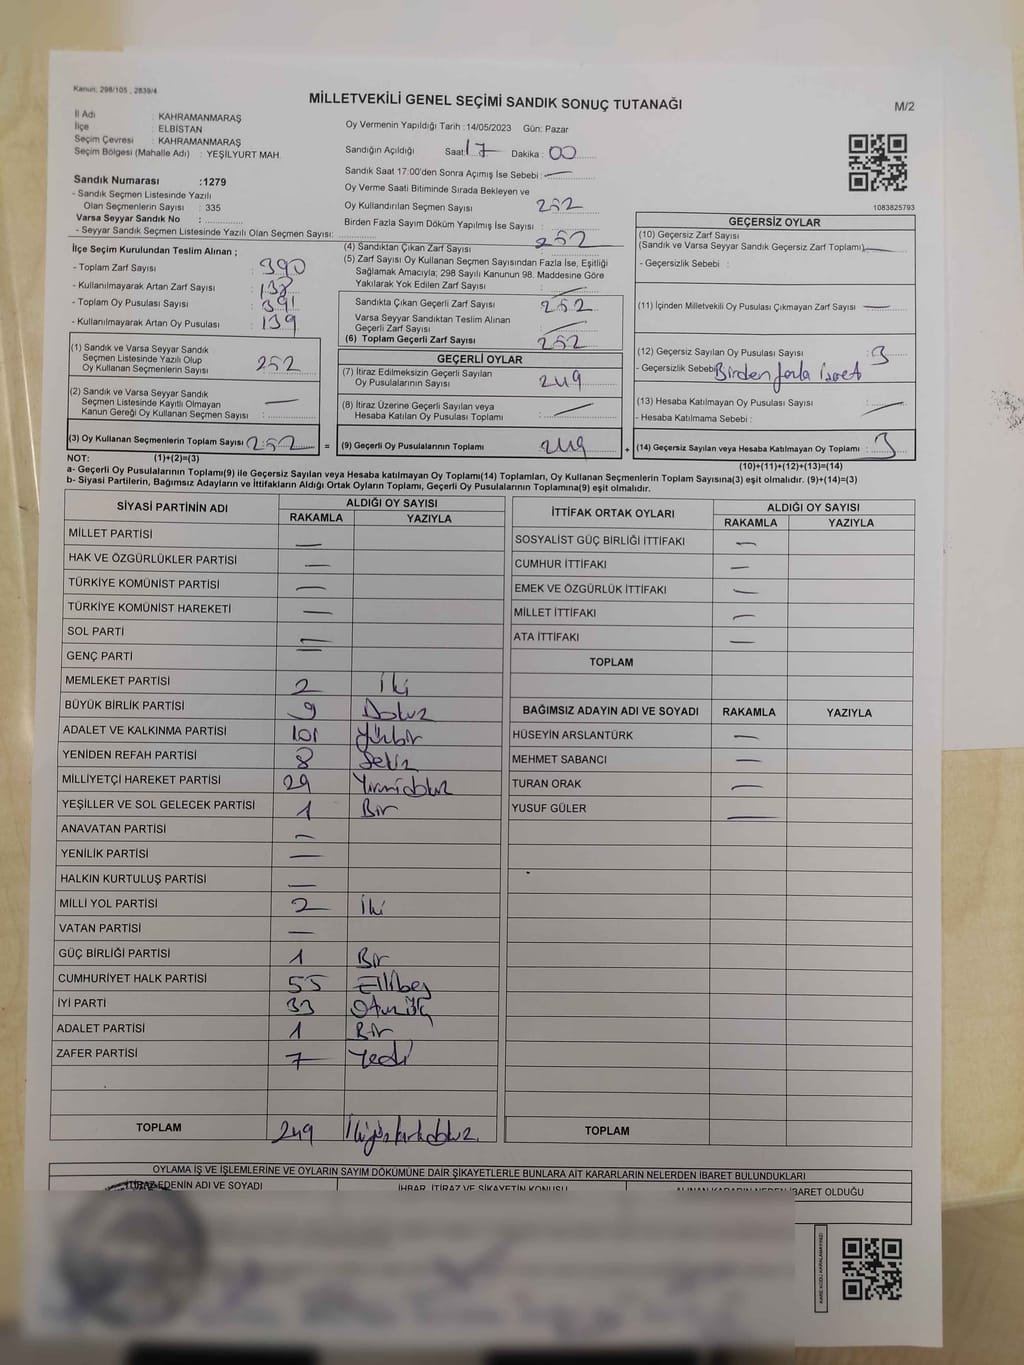 Kanun; 298/105 , 2839/4
MİLLETVEKİLİ GENEL SEÇİMİ SANDIK SONUÇ TUTANAĞI
M/2
İl Adı : KAHRAMANMARAŞ
İlçe : ELBİSTAN
Seçim Çevresi : KAHRAMANMARAŞ
Seçim Bölgesi (Mahalle Adı) : YEŞİLYURT MAH.
Sandık Numarası :1279
- Sandık Seçmen Listesinde Yazılı
Olan Seçmenlerin Sayısı : 335
Varsa Seyyar Sandık No :
- Seyyar Sandık Seçmen Listesinde Yazılı Olan Seçmen Sayısı:
Oy Vermenin Yapıldığı Tarih :14/05/2023 Gün: Pazar
Sandığın Açıldığı Saat 17 Dakika : 00
Sandık Saat 17:00'den Sonra Açımış İse Sebebi : —
Oy Verme Saati Bitiminde Sırada Bekleyen ve
Oy Kullandırılan Seçmen Sayısı : 252
Birden Fazla Sayım Döküm Yapılmış İse Sayısı :
1083825793
İlçe Seçim Kurulundan Teslim Alınan ;
- Toplam Zarf Sayısı : 390
- Kullanılmayarak Artan Zarf Sayısı : 138
- Toplam Oy Pusulası Sayısı : 391
- Kullanılmayarak Artan Oy Pusulası : 139
(1) Sandık ve Varsa Seyyar Sandık
Seçmen Listesinde Yazılı Olup
Oy Kullanan Seçmenlerin Sayısı : 252
(2) Sandık ve Varsa Seyyar Sandık
Seçmen Listesinde Kayıtlı Olmayan
Kanun Gereği Oy Kullanan Seçmen Sayısı : —
(3) Oy Kullanan Seçmenlerin Toplam Sayısı : 252 =
(4) Sandıktan Çıkan Zarf Sayısı : 252
(5) Zarf Sayısı Oy Kullanan Seçmen Sayısından Fazla İse, Eşitliği
Sağlamak Amacıyla; 298 Sayılı Kanunun 98. Maddesine Göre
Yakılarak Yok Edilen Zarf Sayısı : —
Sandıkta Çıkan Geçerli Zarf Sayısı : 252
Varsa Seyyar Sandıktan Teslim Alınan
Geçerli Zarf Sayısı : —
(6) Toplam Geçerli Zarf Sayısı : 252
GEÇERLİ OYLAR
(7) İtiraz Edilmeksizin Geçerli Sayılan
Oy Pusulalarının Sayısı : 249
(8) İtiraz Üzerine Geçerli Sayılan veya
Hesaba Katılan Oy Pusulası Toplamı : —
(9) Geçerli Oy Pusulalarının Toplamı : 249 +
GEÇERSİZ OYLAR
(10) Geçersiz Zarf Sayısı
(Sandık ve Varsa Seyyar Sandık Geçersiz Zarf Toplamı) : —
- Geçersizlik Sebebi :
(11) İçinden Milletvekili Oy Pusulası Çıkmayan Zarf Sayısı : —
(12) Geçersiz Sayılan Oy Pusulası Sayısı : 3
- Geçersizlik Sebebi : Birden fazla isaret
(13) Hesaba Katılmayan Oy Pusulası Sayısı : —
- Hesaba Katılmama Sebebi :
(14) Geçersiz Sayılan veya Hesaba Katılmayan Oy Toplamı : 3
NOT: (1)+(2)=(3)
(10)+(11)+(12)+(13)=(14)
a- Geçerli Oy Pusulalarının Toplamı(9) ile Geçersiz Sayılan veya Hesaba katılmayan Oy Toplamı(14) Toplamları, Oy Kullanan Seçmenlerin Toplam Sayısına(3) eşit olmalıdır. (9)+(14)=(3)
b- Siyasi Partilerin, Bağımsız Adayların ve İttifakların Aldığı Ortak Oyların Toplamı, Geçerli Oy Pusulalarının Toplamına(9) eşit olmalıdır.
SİYASİ PARTİNİN ADI ALDIĞI OY SAYISI
RAKAMLA YAZIYLA
MİLLET PARTİSİ —
HAK VE ÖZGÜRLÜKLER PARTİSİ —
TÜRKİYE KOMÜNİST PARTİSİ —
TÜRKİYE KOMÜNİST HAREKETİ —
SOL PARTİ —
GENÇ PARTİ —
MEMLEKET PARTİSİ 2 İki
BÜYÜK BİRLİK PARTİSİ 9 Dokuz
ADALET VE KALKINMA PARTİSİ 101 Yüzbir
YENİDEN REFAH PARTİSİ 8 Sekiz
MİLLİYETÇİ HAREKET PARTİSİ 29 Yirmidokuz
YEŞİLLER VE SOL GELECEK PARTİSİ 1 Bir
ANAVATAN PARTİSİ —
YENİLİK PARTİSİ —
HALKIN KURTULUŞ PARTİSİ —
MİLLİ YOL PARTİSİ 2 İki
VATAN PARTİSİ —
GÜÇ BİRLİĞİ PARTİSİ 1 Bir
CUMHURİYET HALK PARTİSİ 55 Ellibeş
İYİ PARTİ 33 Otuzüç
ADALET PARTİSİ 1 Bir
ZAFER PARTİSİ 7 Yedi
TOPLAM 249 İkiyüzkırkdokuz
İTTİFAK ORTAK OYLARI ALDIĞI OY SAYISI
RAKAMLA YAZIYLA
SOSYALİST GÜÇ BİRLİĞİ İTTİFAKI —
CUMHUR İTTİFAKI —
EMEK VE ÖZGÜRLÜK İTTİFAKI —
MİLLET İTTİFAKI —
ATA İTTİFAKI —
TOPLAM
BAĞIMSIZ ADAYIN ADI VE SOYADI RAKAMLA YAZIYLA
HÜSEYİN ARSLANTÜRK —
MEHMET SABANCI —
TURAN ORAK —
YUSUF GÜLER —
TOPLAM
OYLAMA İŞ VE İŞLEMLERİNE VE OYLARIN SAYIM DÖKÜMÜNE DAİR ŞİKAYETLERLE BUNLARA AİT KARARLARIN NELERDEN İBARET BULUNDUKLARI
İTİRAZ EDENİN ADI VE SOYADI İHBAR, İTİRAZ VE ŞİKAYETİN KONUSU ALINAN KARARIN NEDEN İBARET OLDUĞU
KARE KODU KARALAMAYINIZ!